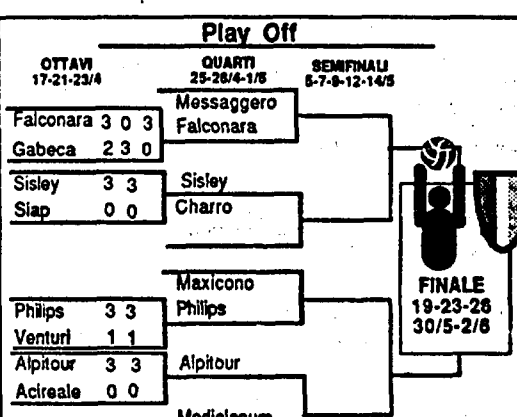 Play Off
OTTAVI
17-21-23/4
QUARTI
25-28/4-1/5
SEMIFINALI
5-7-9-12-14/5
Falconara 3 0 3
Gabeca 2 3 0
Sisley 3 3
Siap 0 0
Philips 3 3
Venturi 1 1
Alpitour 3 3
Acireale 0 0
Messaggero
Falconara
Sisley
Charro
Maxicono
Philips
Alpitour
Mediolanum
FINALE
19-23-26
30/5-2/6